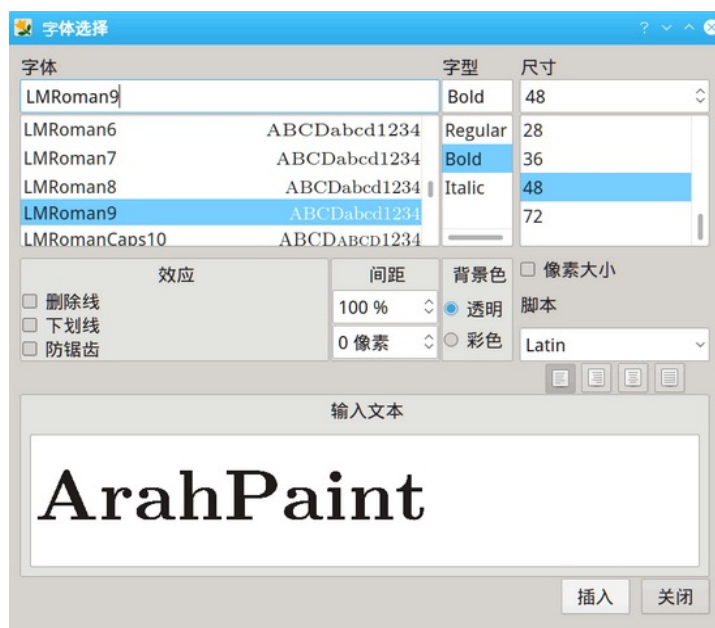 字体选择
字体 字型 尺寸
LMRoman9 Bold 48
LMRoman6 ABCDabcd1234 Regular 28
LMRoman7 ABCDabcd1234 Bold 36
LMRoman8 ABCDabcd1234 Italic 48
LMRoman9 ABCDabcd1234 72
LMRomanCaps10 ABCDABCD1234
效应 间距 背景色 像素大小
删除线 100 % 透明 脚本
下划线
防锯齿 0 像素 彩色 Latin
输入文本
ArahPaint
插入 关闭